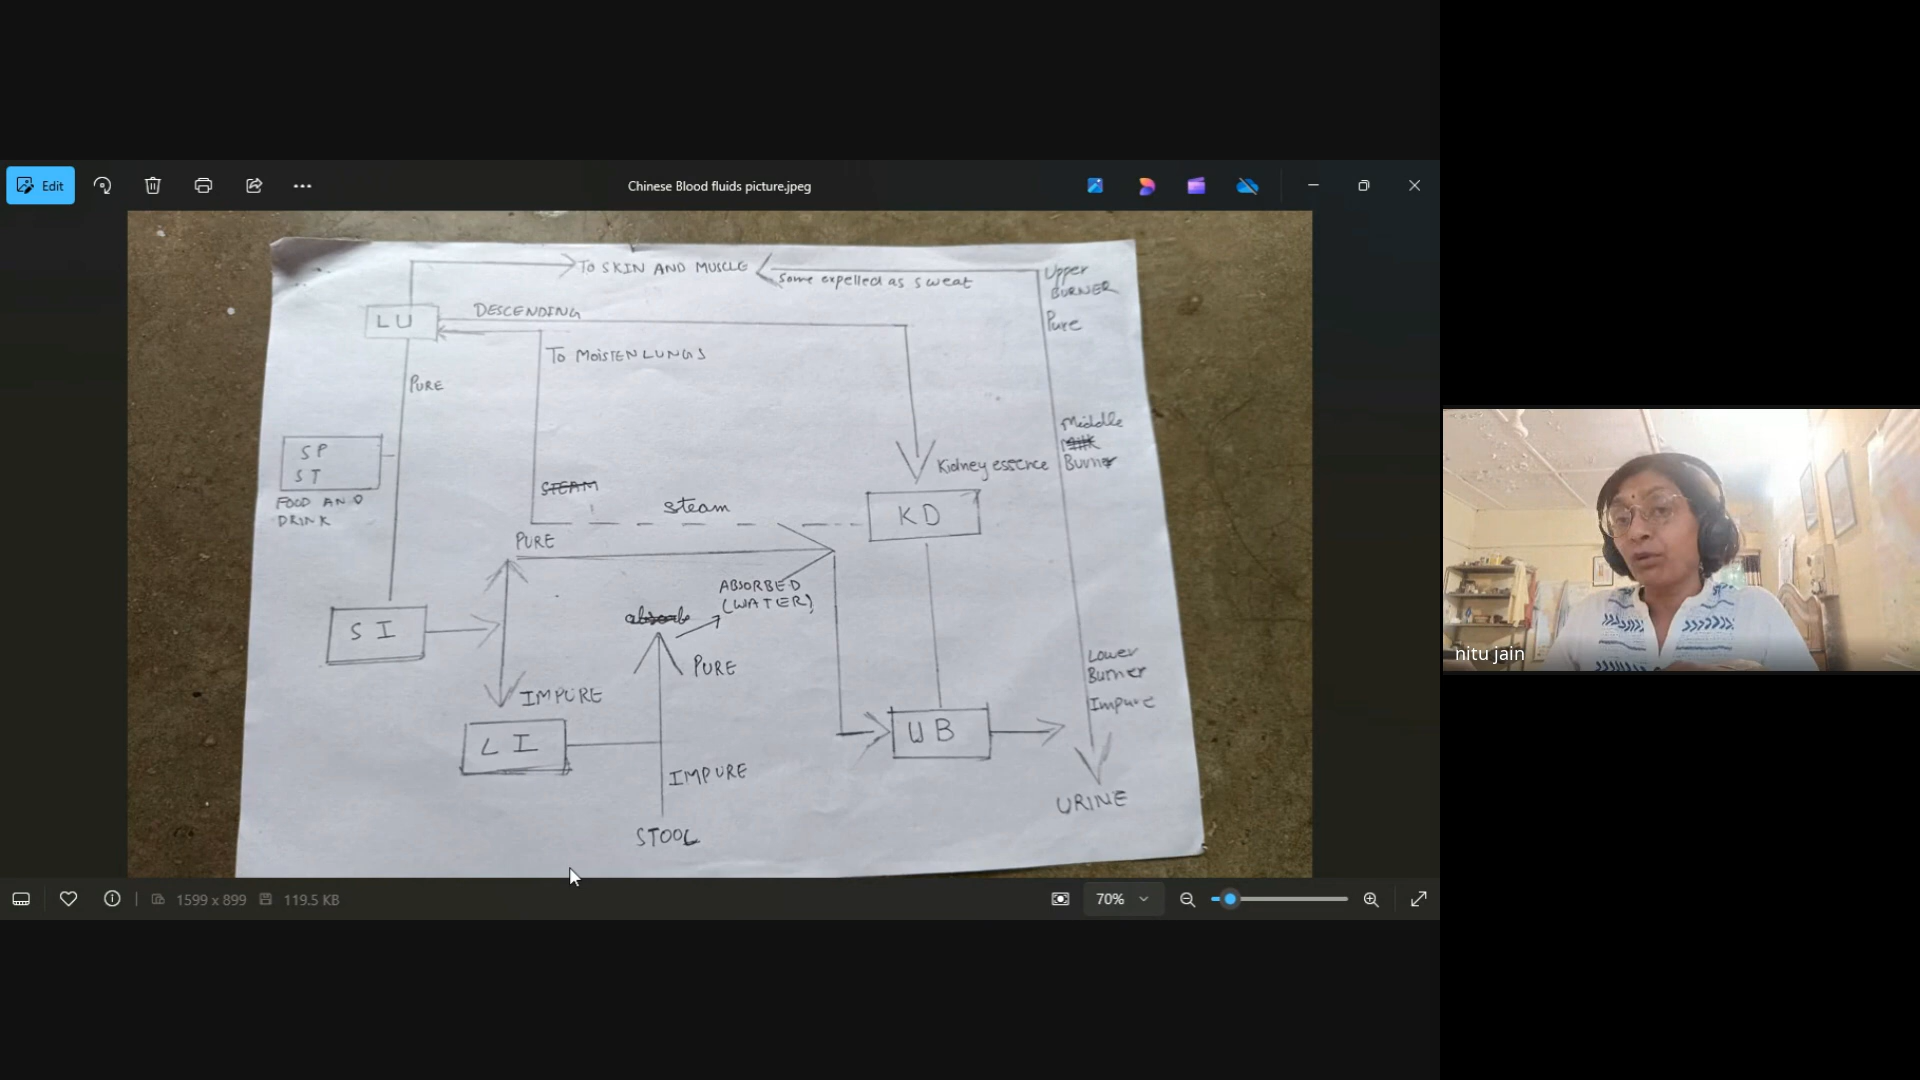 Edit
Chinese Blood fluids picture.jpeg
TO SKIN AND MUSCLE
Some expelled as sweat
Upper
BURNER
Pure
LU
DESCENDING
TO MOISTEN LUNGS
PURE
Middle
Burner
SP
ST
FOOD AND
DRINK
Kidney essence
STEAM
steam
KD
PURE
ABSORBED
(WATER)
absorb
SI
PURE
IMPURE
Lower
Burner
Impure
LI
UB
IMPURE
URINE
STOOL
nitu jain
1599 x 899
119.5 KB
70%